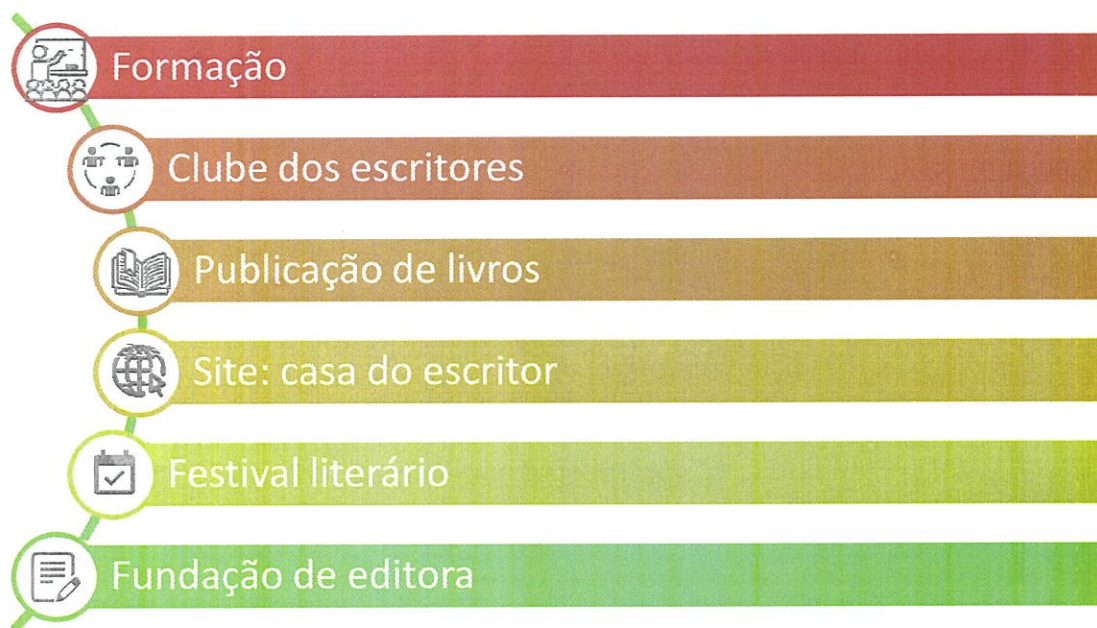 Formação
Clube dos escritores
Publicação de livros
Site: casa do escritor
Festival literário
Fundação de editora